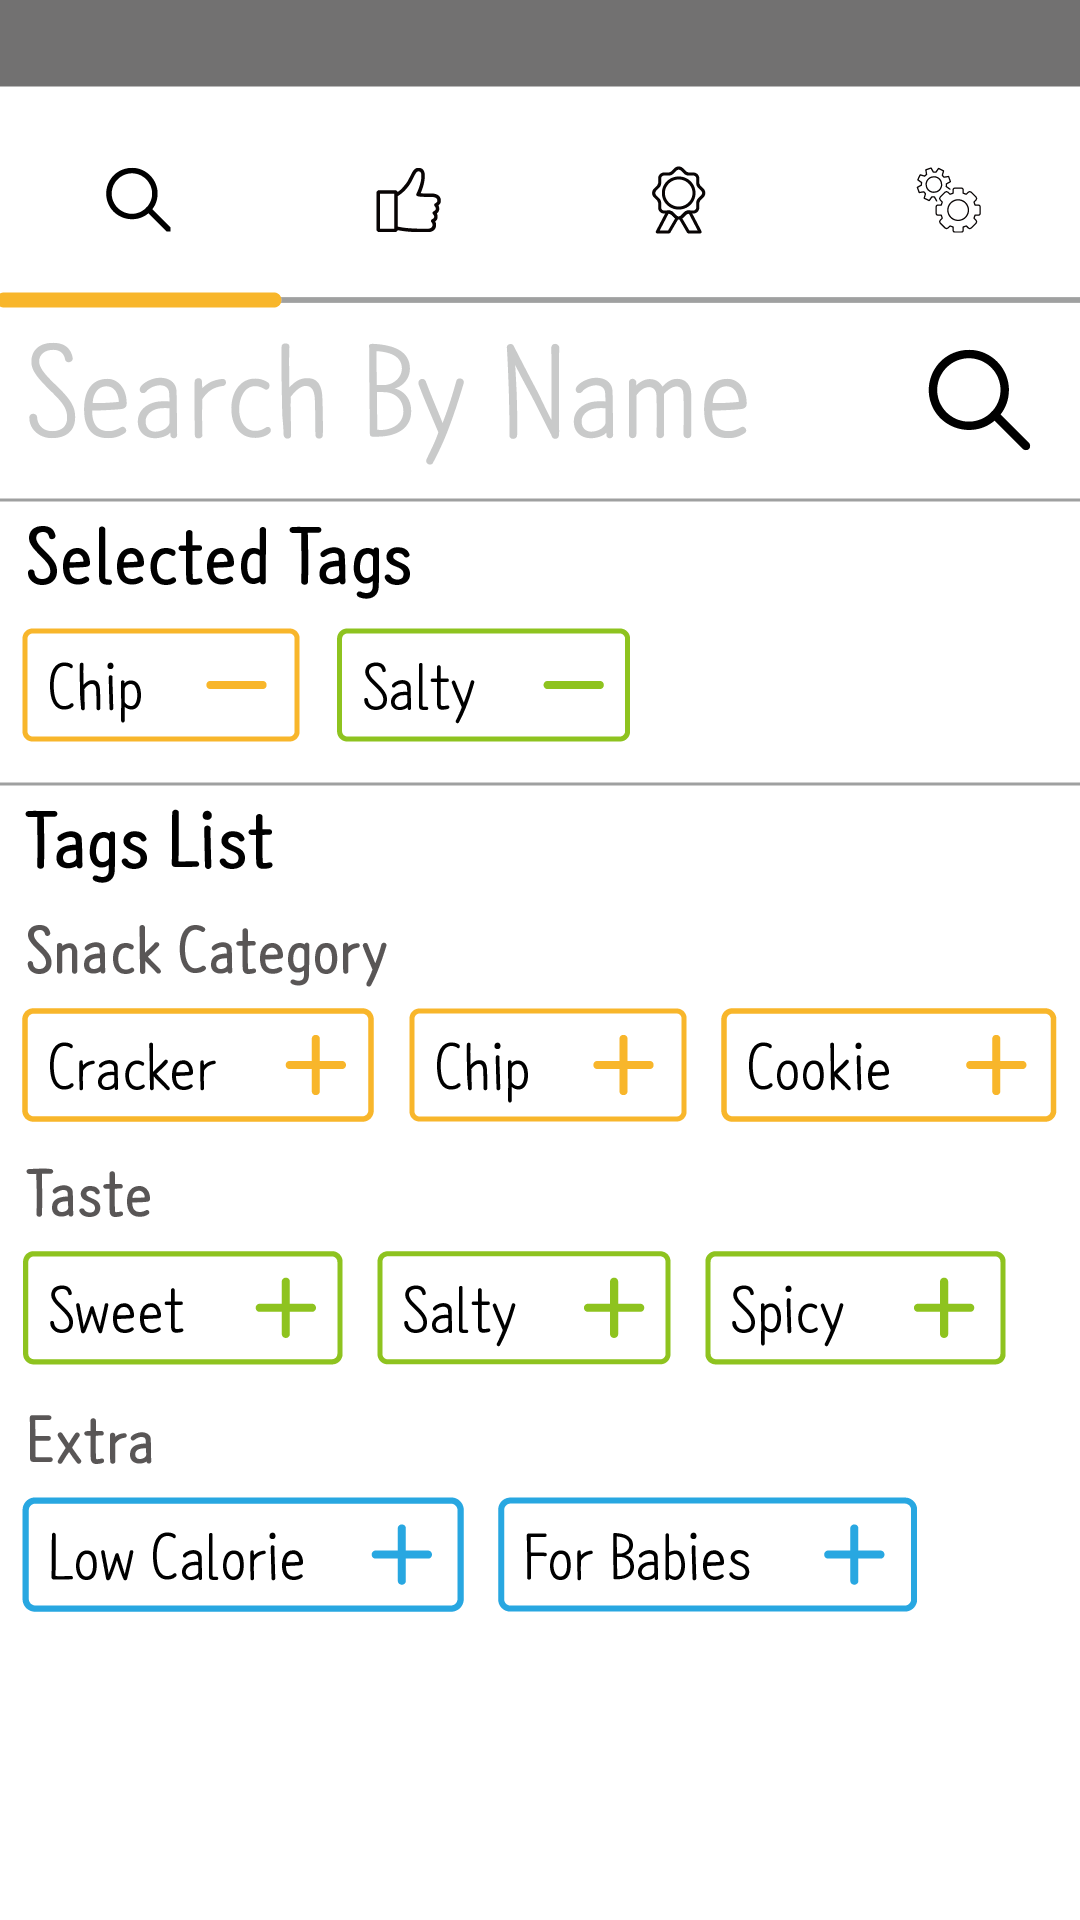 Search By Name
Selected Tags
Chip Salty
Tags List
Snack Category
Cracker Chip Cookie
Taste
Sweet Salty Spicy
Extra
Low Calorie For Babies